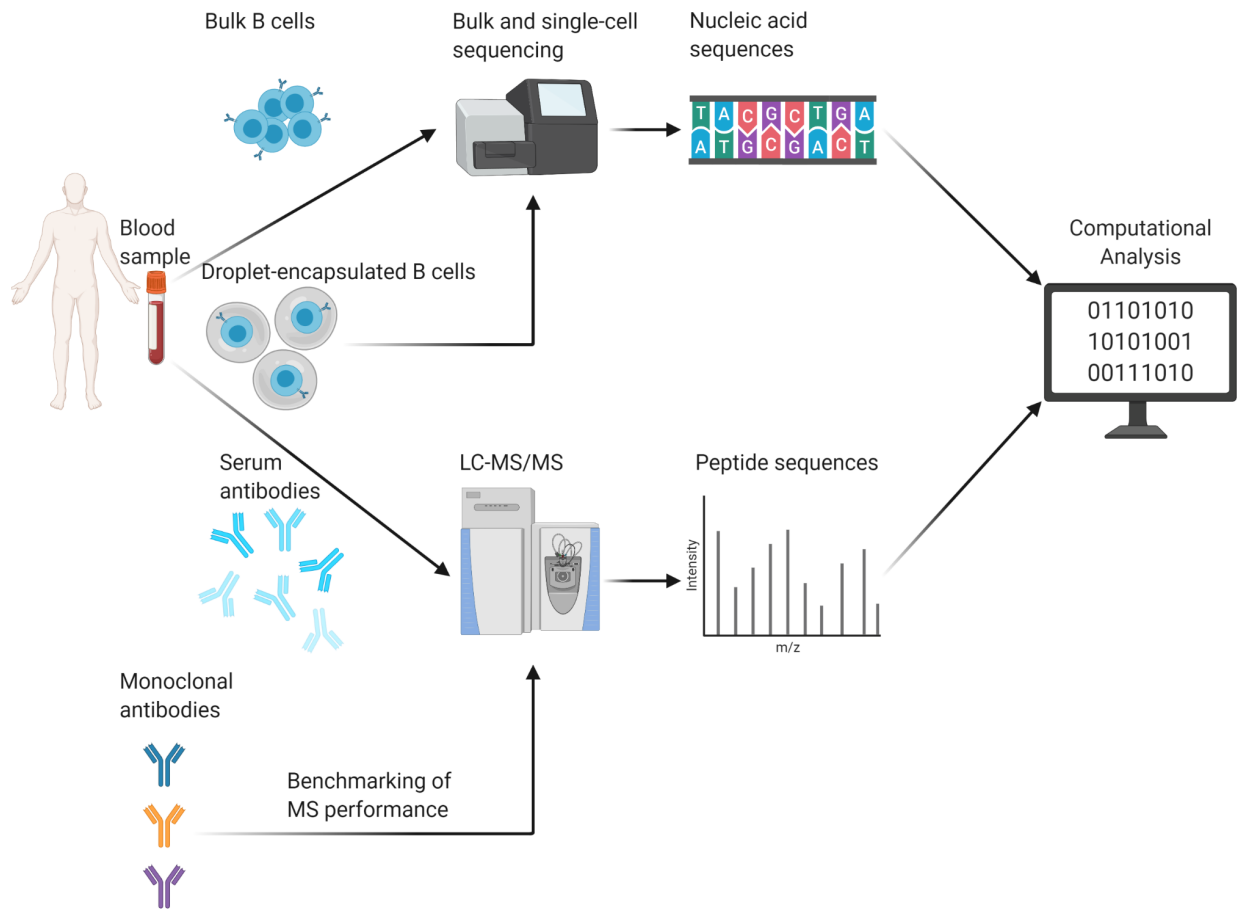 Bulk B cells
Bulk and single-cell
sequencing
Nucleic acid
sequences
T A C G C T G A
A T G C G A C T
Blood
sample
Droplet-encapsulated B cells
Computational
Analysis
01101010
10101001
00111010
Serum
antibodies
LC-MS/MS
Peptide sequences
Intensity
m/z
Monoclonal
antibodies
Benchmarking of
MS performance